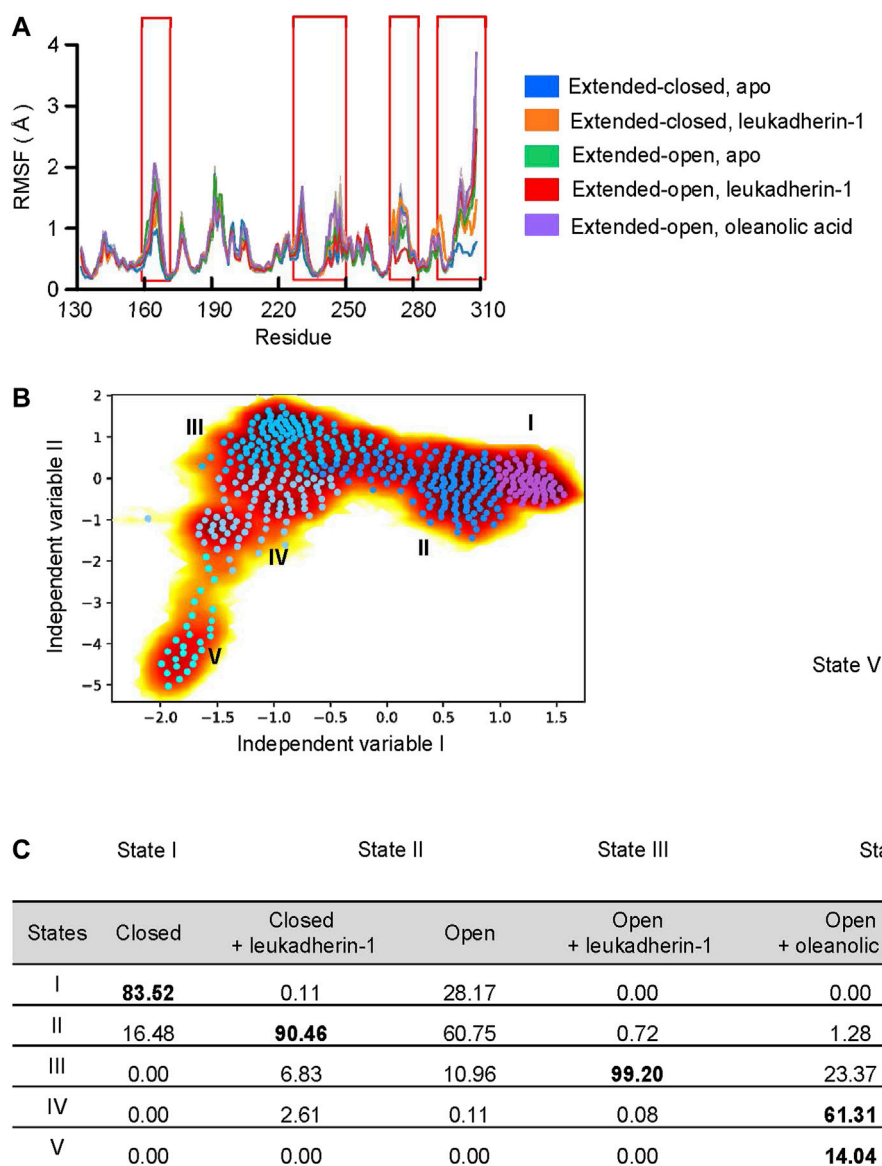 A
4
3
2
1
0
RMSF ( Å )
130 160 190 220 250 280 310
Residue
Extended-closed, apo
Extended-closed, leukadherin-1
Extended-open, apo
Extended-open, leukadherin-1
Extended-open, oleanolic acid
B
2
1
0
−1
−2
−3
−4
−5
Independent variable II
III
I
II
IV
V
−2.0 −1.5 −1.0 −0.5 0.0 0.5 1.0 1.5
Independent variable I
State V
C State I State II State III Sta
States Closed Closed + leukadherin-1 Open Open + leukadherin-1 Open + oleanolic
I 83.52 0.11 28.17 0.00 0.00
II 16.48 90.46 60.75 0.72 1.28
III 0.00 6.83 10.96 99.20 23.37
IV 0.00 2.61 0.11 0.08 61.31
V 0.00 0.00 0.00 0.00 14.04